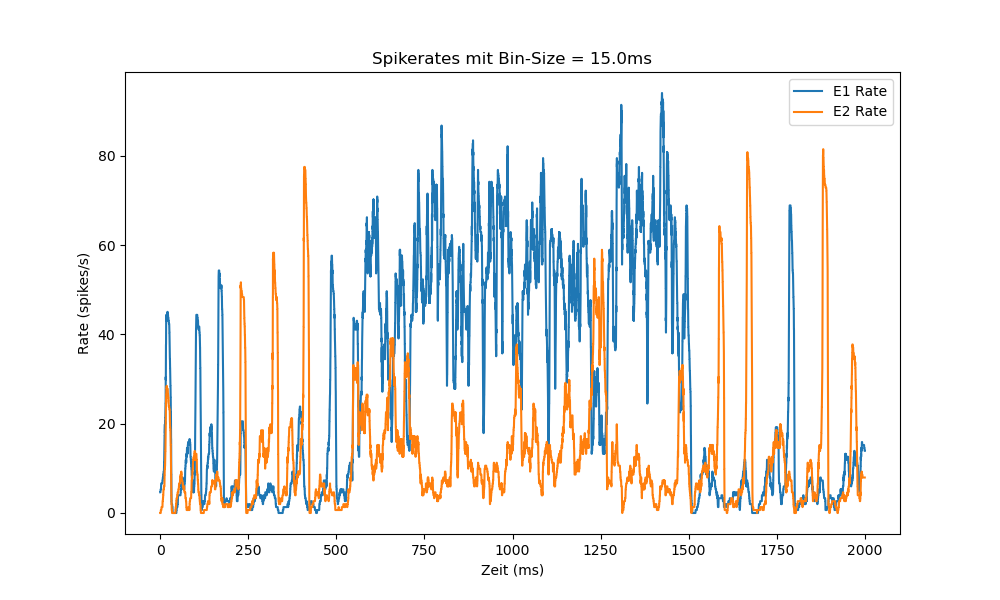 Spikerates mit Bin-Size = 15.0ms
E1 Rate
E2 Rate
Rate (spikes/s)
80
60
40
20
0
0 250 500 750 1000 1250 1500 1750 2000
Zeit (ms)